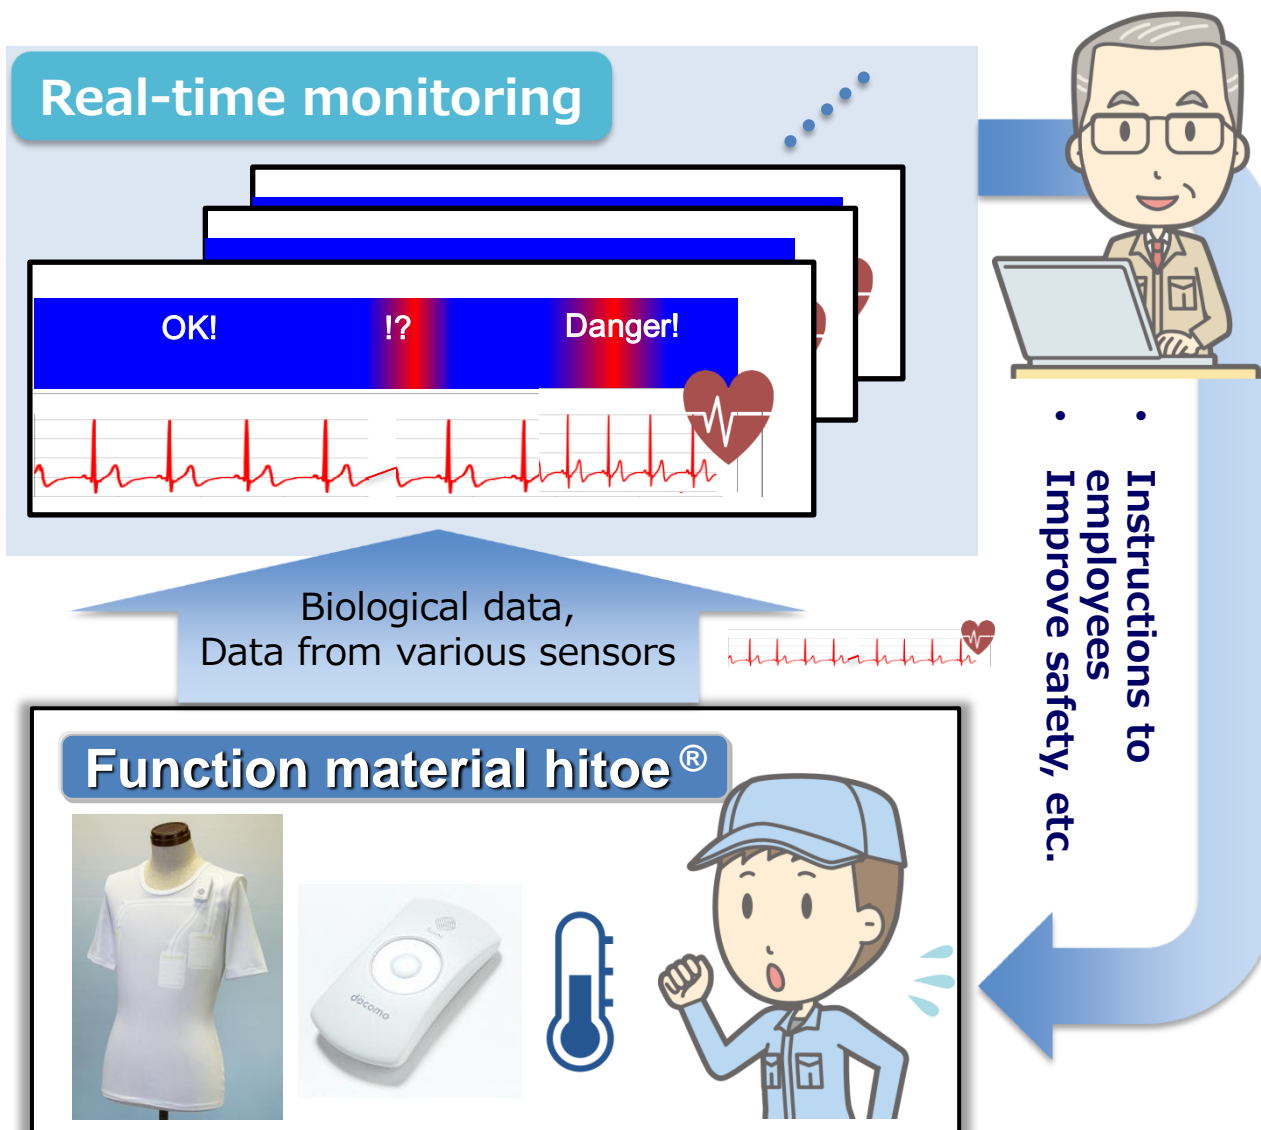 Real-time monitoring
OK! !? Danger!
Biological data,
Data from various sensors
• Instructions to
employees
• Improve safety, etc.
Function material hitoe®
döcomo